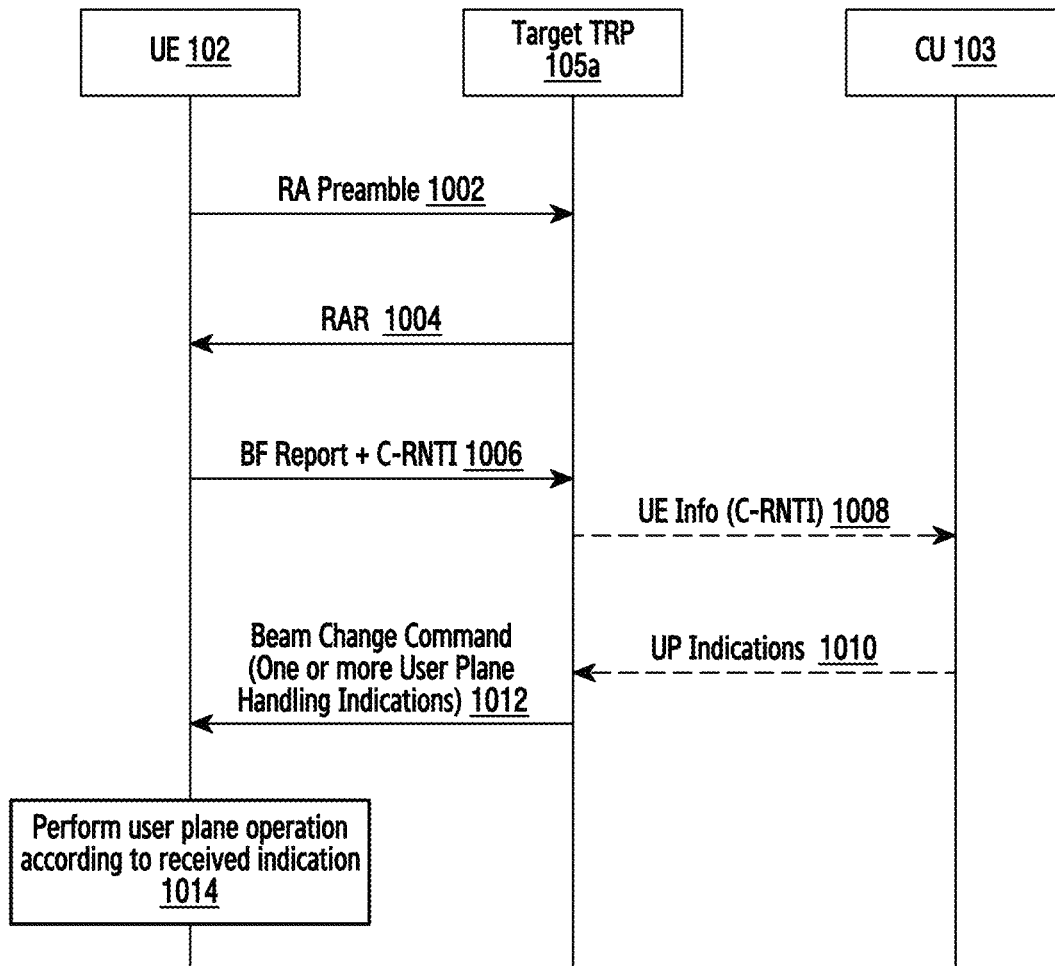 UE 102
Target TRP
105a
CU 103
RA Preamble 1002
RAR 1004
BF Report + C-RNTI 1006
UE Info (C-RNTI) 1008
UP Indications 1010
Beam Change Command
(One or more User Plane
Handling Indications) 1012
Perform user plane operation
according to received indication
1014